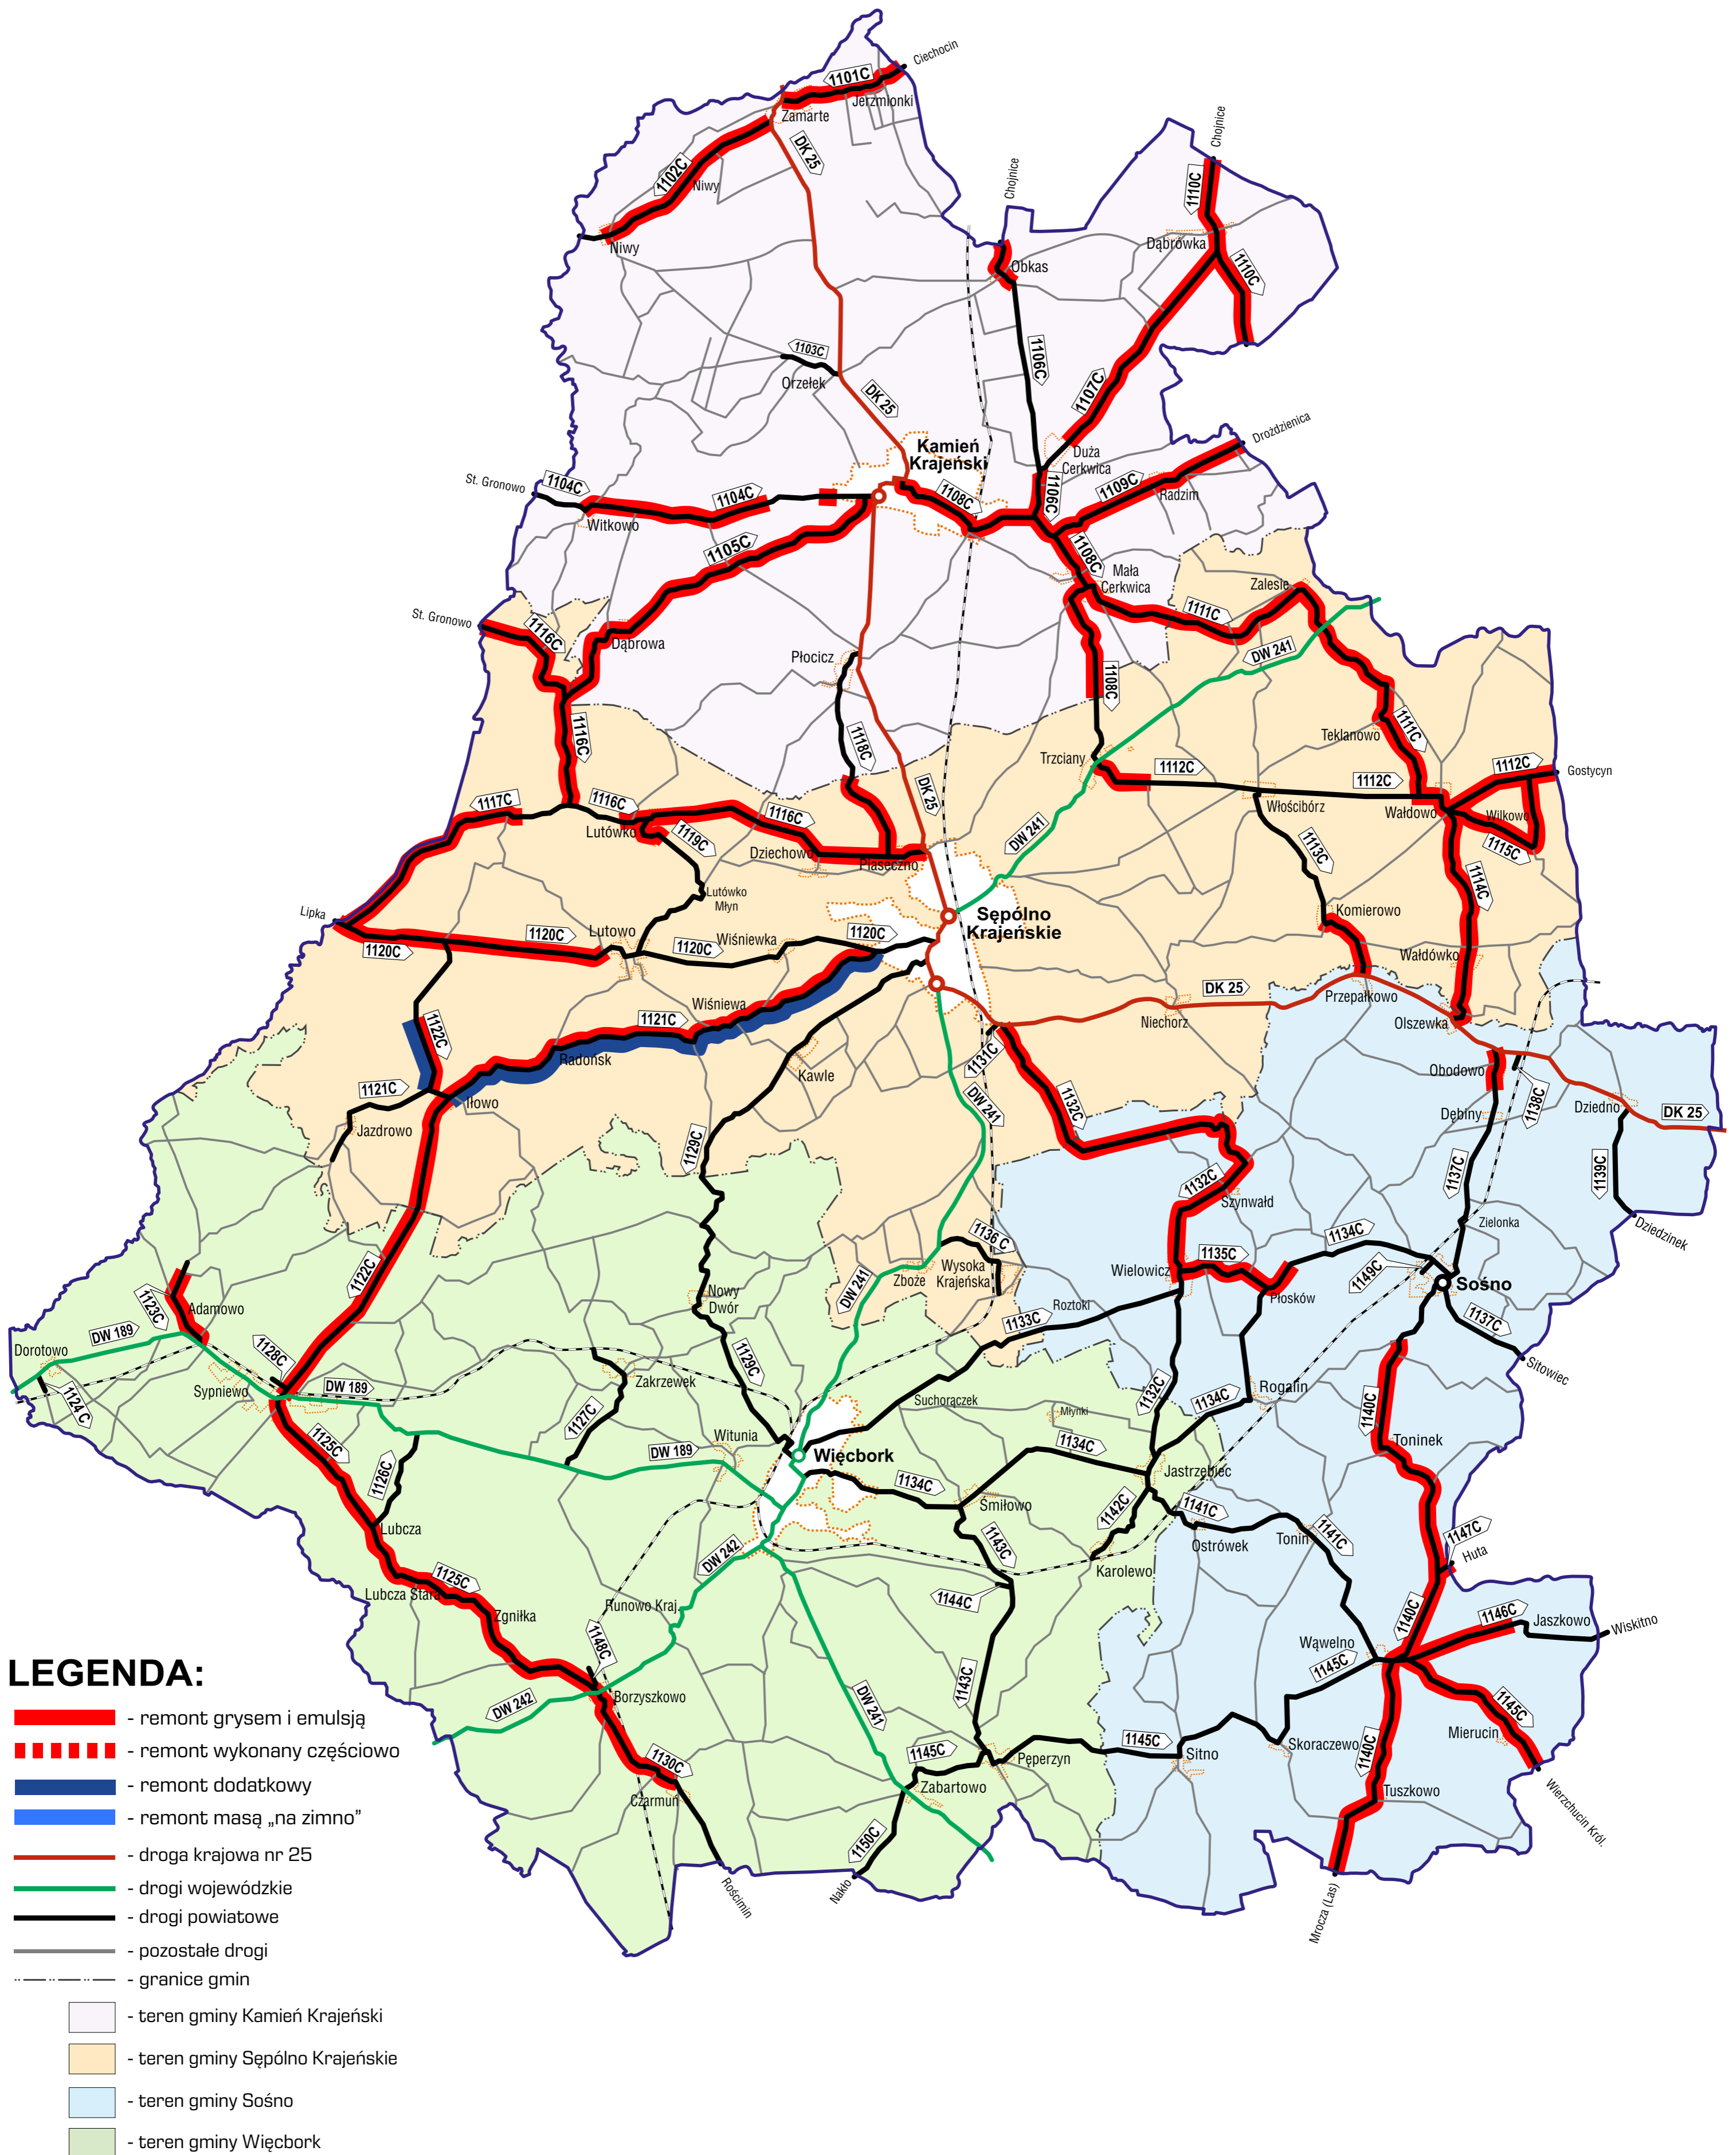 Ciechocin
1101C
Jerzmionki
Zamarte
DK 25
Chojnice
1102C
Niwy
Chojnice
1110C
Niwy
Dąbrówka
Obkas
1110C
1103C
1106C
Orzełek
DK 25
1107C
Drożdzienica
Kamień
Krajeński
Duża
Cerkwica
St. Gronowo
1104C
1104C
1108C
1106C
1109C
Radzim
Witkowo
1105C
1108C
Mała
Cerkwica
Zalesie
St. Gronowo
1116C
1111C
Dąbrowa
Płocicz
DW 241
1108C
1116C
1118C
Teklanowo
1111C
Trzciany
1112C
1112C
1112C
Gostycyn
DK 25
1117C
1116C
1116C
Włościbórz
Wałdowo
Wilkowo
Lutówko
1119C
DW 241
1113C
1115C
Dziechowo
Piaseczno
1114C
Lutówko
Młyn
Lipka
Sępólno
Krajeńskie
Komierowo
1120C
1120C
Lutowo
1120C
Wiśniewka
1120C
Wałdówko
DK 25
Przepałkowo
Wiśniewa
1122C
1121C
Niechorz
Olszewka
Radońsk
Kawle
1131C
Obodowo
1121C
Iłowo
DW 241
1132C
Dębiny
1138C
Dziedno
DK 25
Jazdrowo
1129C
1137C
1139C
1132C
Szynwałd
Zielonka
Dziedzinek
1136 C
1134C
1122C
Wysoka
Krajeńska
Zboże
Wielowicz
1135C
1149C
Sośno
1123C
Adamowo
DW 241
Nowy
Dwór
Roztoki
Płosków
DW 189
1133C
1137C
Dorotowo
1128C
1129C
Sitowiec
1124 C
Sypniewo
DW 189
Zakrzewek
Suchorączek
1132C
Rogalin
1134C
Młynki
1140C
1127C
Toninek
1125C
Witunia
DW 189
1126C
Więcbork
1134C
1134C
Jastrzębiec
Śmiłowo
1142C
1141C
Lubcza
1143C
Ostrówek
Tonin
1141C
1147C
Huta
DW 242
Karolewo
1125C
Lubcza Stara
1144C
Zgniłka
Runowo Kraj.
1140C
1146C
Jaszkowo
Wiskitno
Wąwelno
1148C
1145C
1143C
LEGENDA:
Borzyszkowo
DW 242
DW 241
1145C
- remont grysem i emulsją
Mierucin
- remont wykonany częściowo
1145C
1145C
Sitno
Skoraczewo
1140C
Pęperzyn
1130C
- remont dodatkowy
Czarmuń
Zabartowo
Tuszkowo
Wierzchucin Król.
- remont masą „na zimno”
1150C
- droga krajowa nr 25
Rościmin
Nakło
- drogi wojewódzkie
Mrocza (Las)
- drogi powiatowe
- pozostałe drogi
- granice gmin
- teren gminy Kamień Krajeński
- teren gminy Sępólno Krajeńskie
- teren gminy Sośno
- teren gminy Więcbork